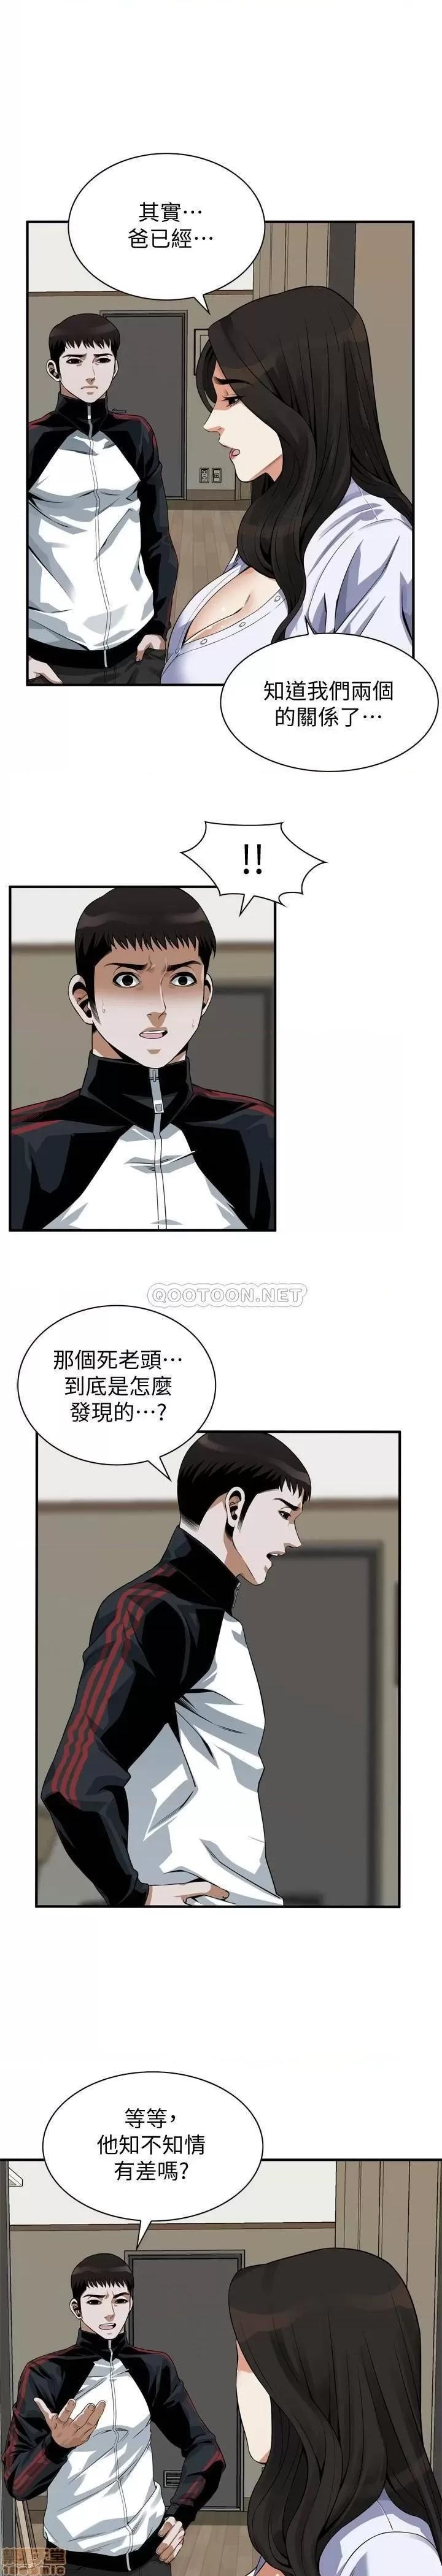 其實…
爸已經…
知道我們兩個
的關係了…
!!
QOOTOON.NET
那個死老頭…
到底是怎麼
發現的…?
等等，
他知不知情
有差嗎?